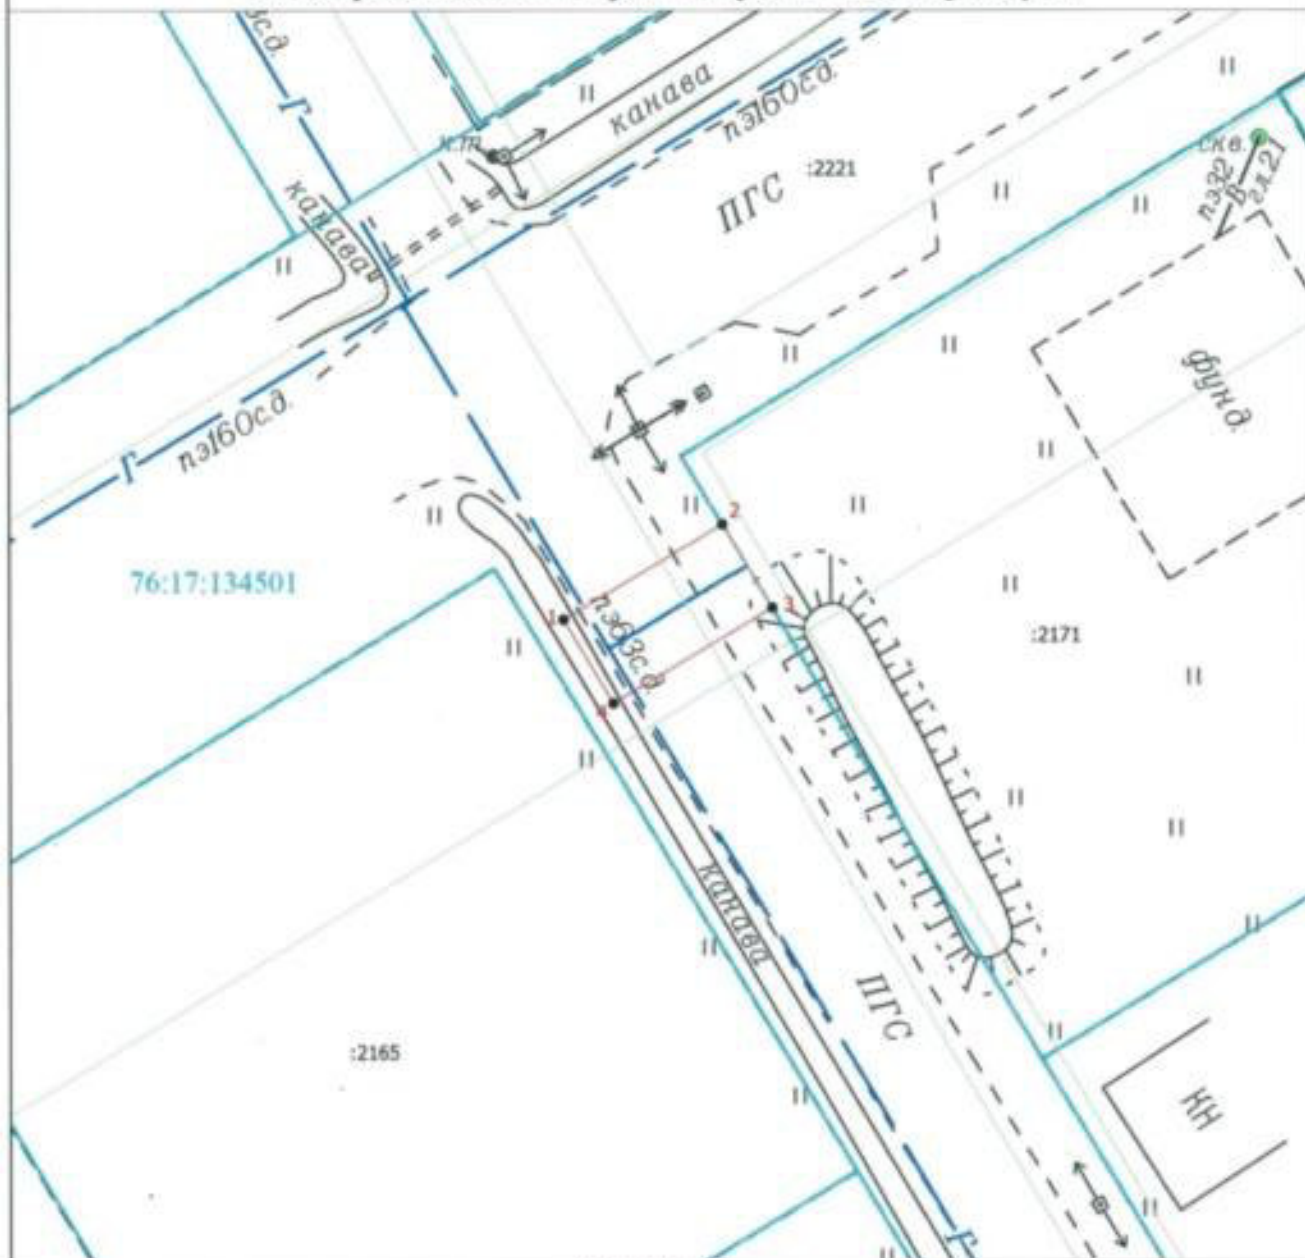 с.д.
Г
канава
пэ160с.д.
к.т
:2221
ПГС
скв.
пэ32
В
гл.21
канава
фунд.
пэ160с.д.
Г
2
76:17:134501
1
пэ63с.д.
3
:2171
4
канава
ПГС
:2165
КН
Г